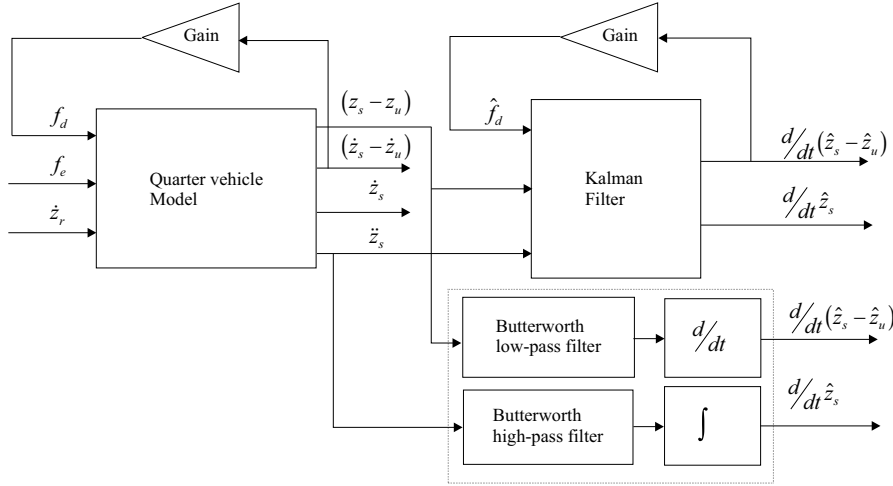 Gain
Gain
f_d
(z_s − z_u)
f̂_d
(ż_s − ż_u)
d/dt(ẑ_s − ẑ_u)
f_e
Quarter vehicle
Model
Kalman
Filter
ż_s
d/dt ẑ_s
ż_r
z̈_s
Butterworth
low-pass filter
d/dt
d/dt(ẑ_s − ẑ_u)
Butterworth
high-pass filter
∫
d/dt ẑ_s